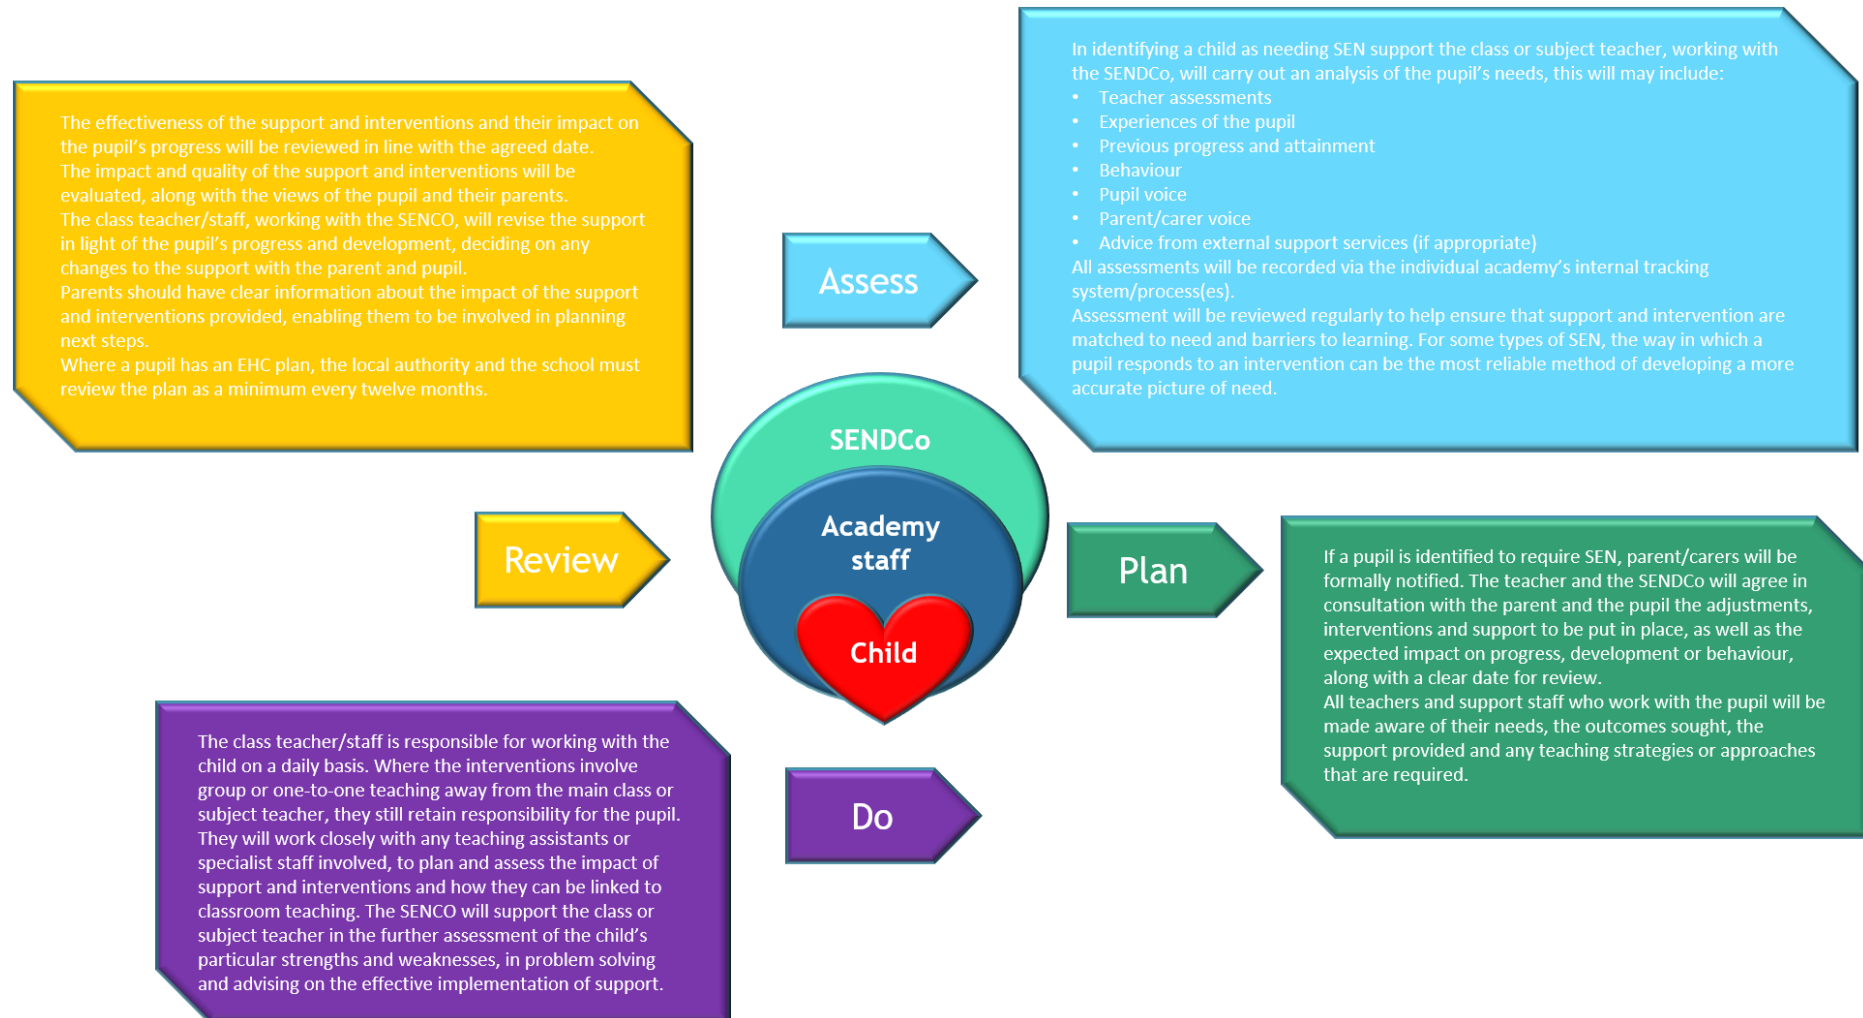 In identifying a child as needing SEN support the class or subject teacher, working with
the SENDCo, will carry out an analysis of the pupil's needs, this will may include:
• Teacher assessments
• Experiences of the pupil
• Previous progress and attainment
• Behaviour
• Pupil voice
• Parent/carer voice
• Advice from external support services (if appropriate)
All assessments will be recorded via the individual academy's internal tracking
system/process(es).
Assessment will be reviewed regularly to help ensure that support and intervention are
matched to need and barriers to learning. For some types of SEN, the way in which a
pupil responds to an intervention can be the most reliable method of developing a more
accurate picture of need.
The effectiveness of the support and interventions and their impact on
the pupil's progress will be reviewed in line with the agreed date.
The impact and quality of the support and interventions will be
evaluated, along with the views of the pupil and their parents.
The class teacher/staff, working with the SENCO, will revise the support
in light of the pupil's progress and development, deciding on any
changes to the support with the parent and pupil.
Parents should have clear information about the impact of the support
and interventions provided, enabling them to be involved in planning
next steps.
Where a pupil has an EHC plan, the local authority and the school must
review the plan as a minimum every twelve months.
Assess
SENDCo
Academy
staff
Child
Review
Plan
If a pupil is identified to require SEN, parent/carers will be
formally notified. The teacher and the SENDCo will agree in
consultation with the parent and the pupil the adjustments,
interventions and support to be put in place, as well as the
expected impact on progress, development or behaviour,
along with a clear date for review.
All teachers and support staff who work with the pupil will be
made aware of their needs, the outcomes sought, the
support provided and any teaching strategies or approaches
that are required.
The class teacher/staff is responsible for working with the
child on a daily basis. Where the interventions involve
group or one-to-one teaching away from the main class or
subject teacher, they still retain responsibility for the pupil.
They will work closely with any teaching assistants or
specialist staff involved, to plan and assess the impact of
support and interventions and how they can be linked to
classroom teaching. The SENCO will support the class or
subject teacher in the further assessment of the child's
particular strengths and weaknesses, in problem solving
and advising on the effective implementation of support.
Do